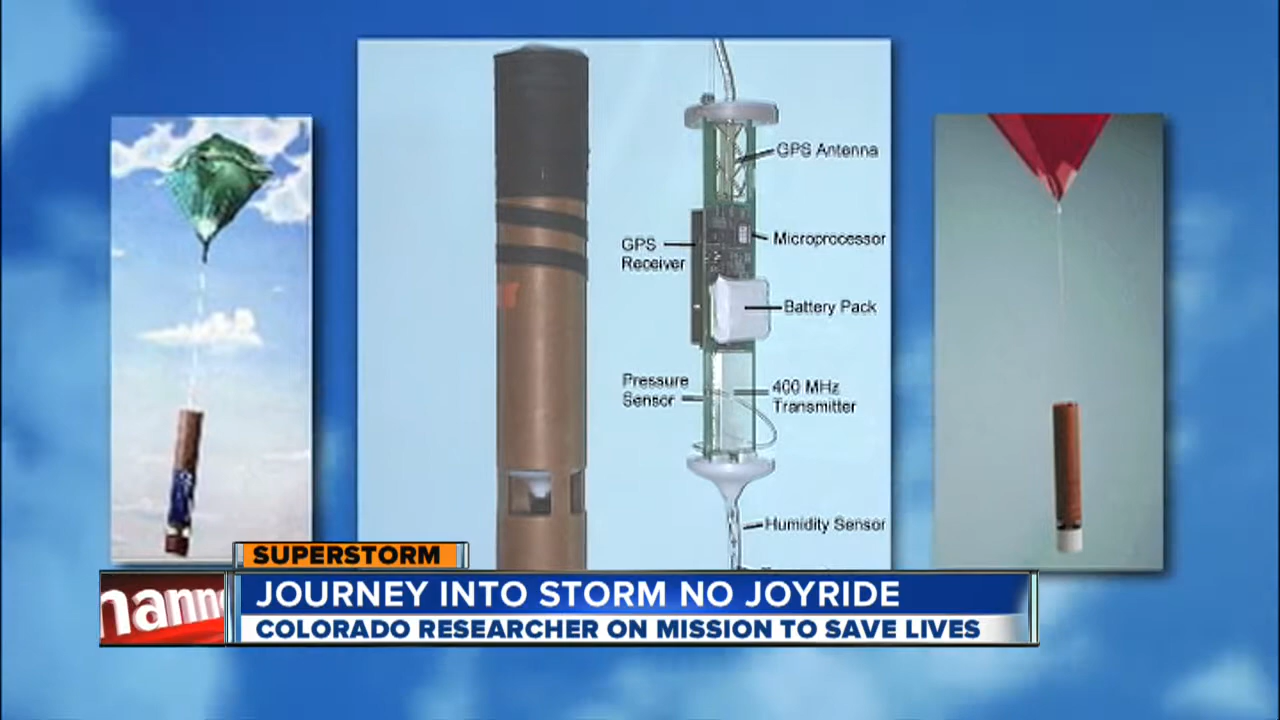 GPS Antenna
Microprocessor
GPS
Receiver
Battery Pack
Pressure
Sensor
400 MHz
Transmitter
Humidity Sensor
SUPERSTORM
JOURNEY INTO STORM NO JOYRIDE
COLORADO RESEARCHER ON MISSION TO SAVE LIVES